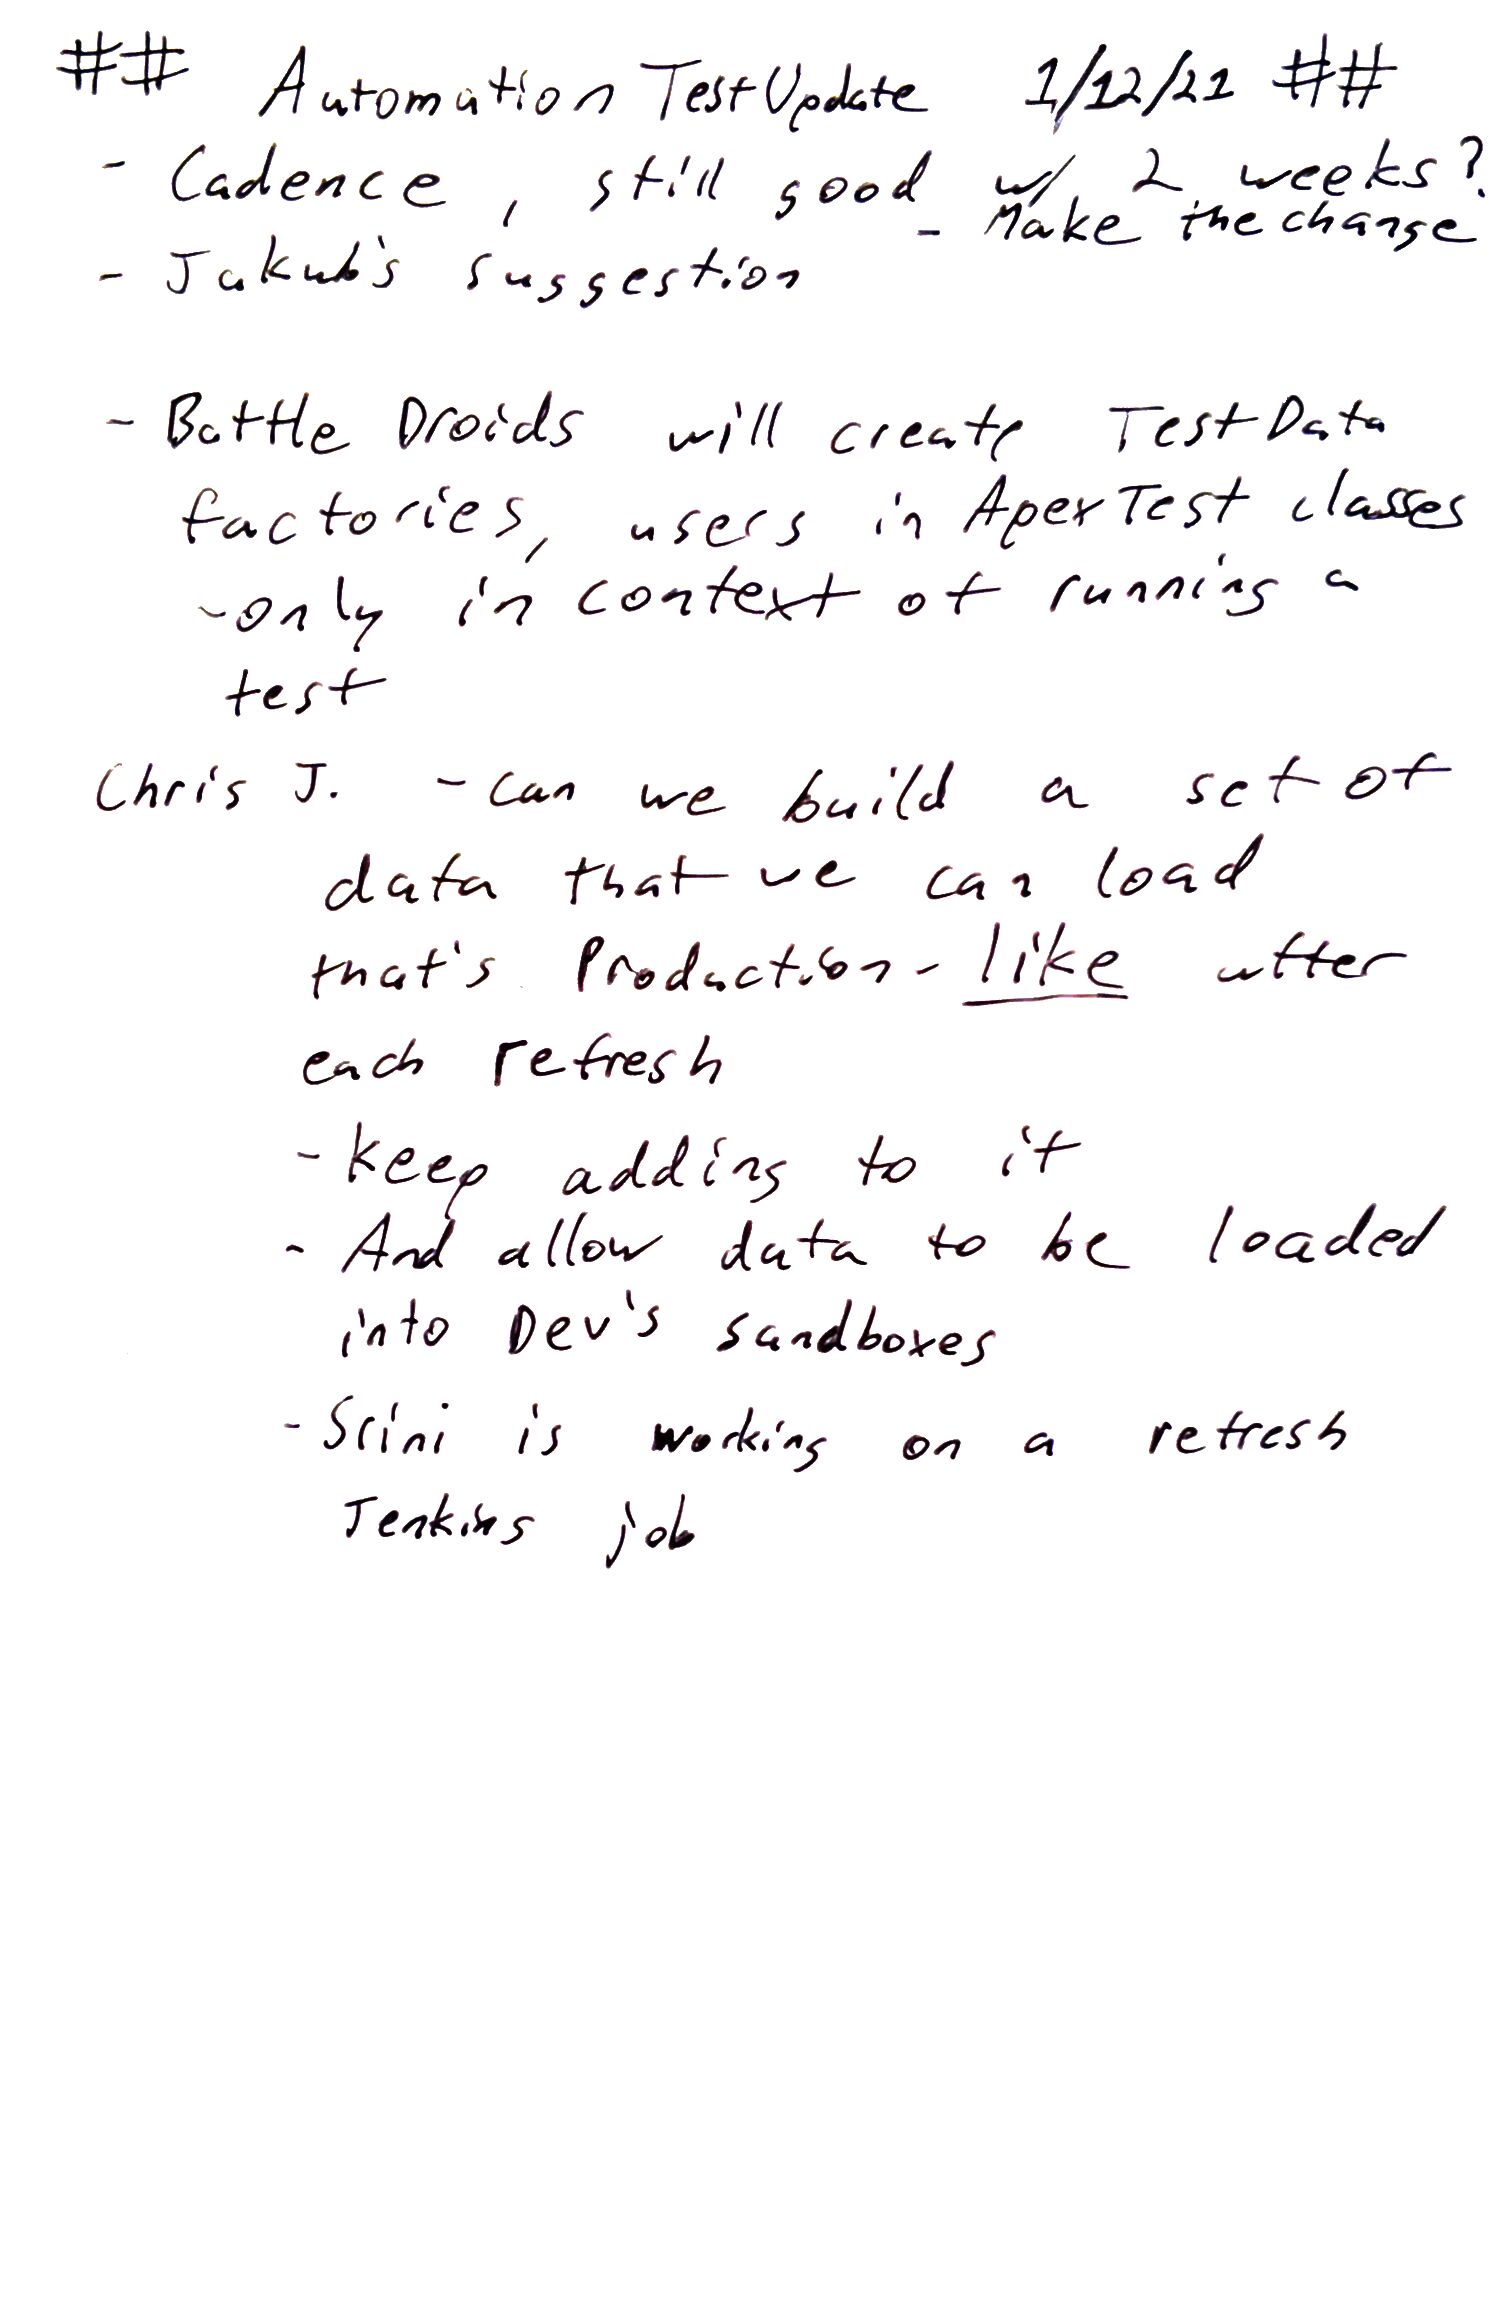 ## Automation Test Update 1/12/21 ##
- Cadence, still good w/ 2 weeks?
- Make the change
- Jakub's suggestion
- Battle Droids will create Test Data
factories, users in Apex Test classes
- only in context of running a
test
Chris J. - can we build a set of
data that we can load
that's Production-like after
each refresh
- keep adding to it
- And allow data to be loaded
into Dev's sandboxes
- Srini is working on a refresh
Jenkins job